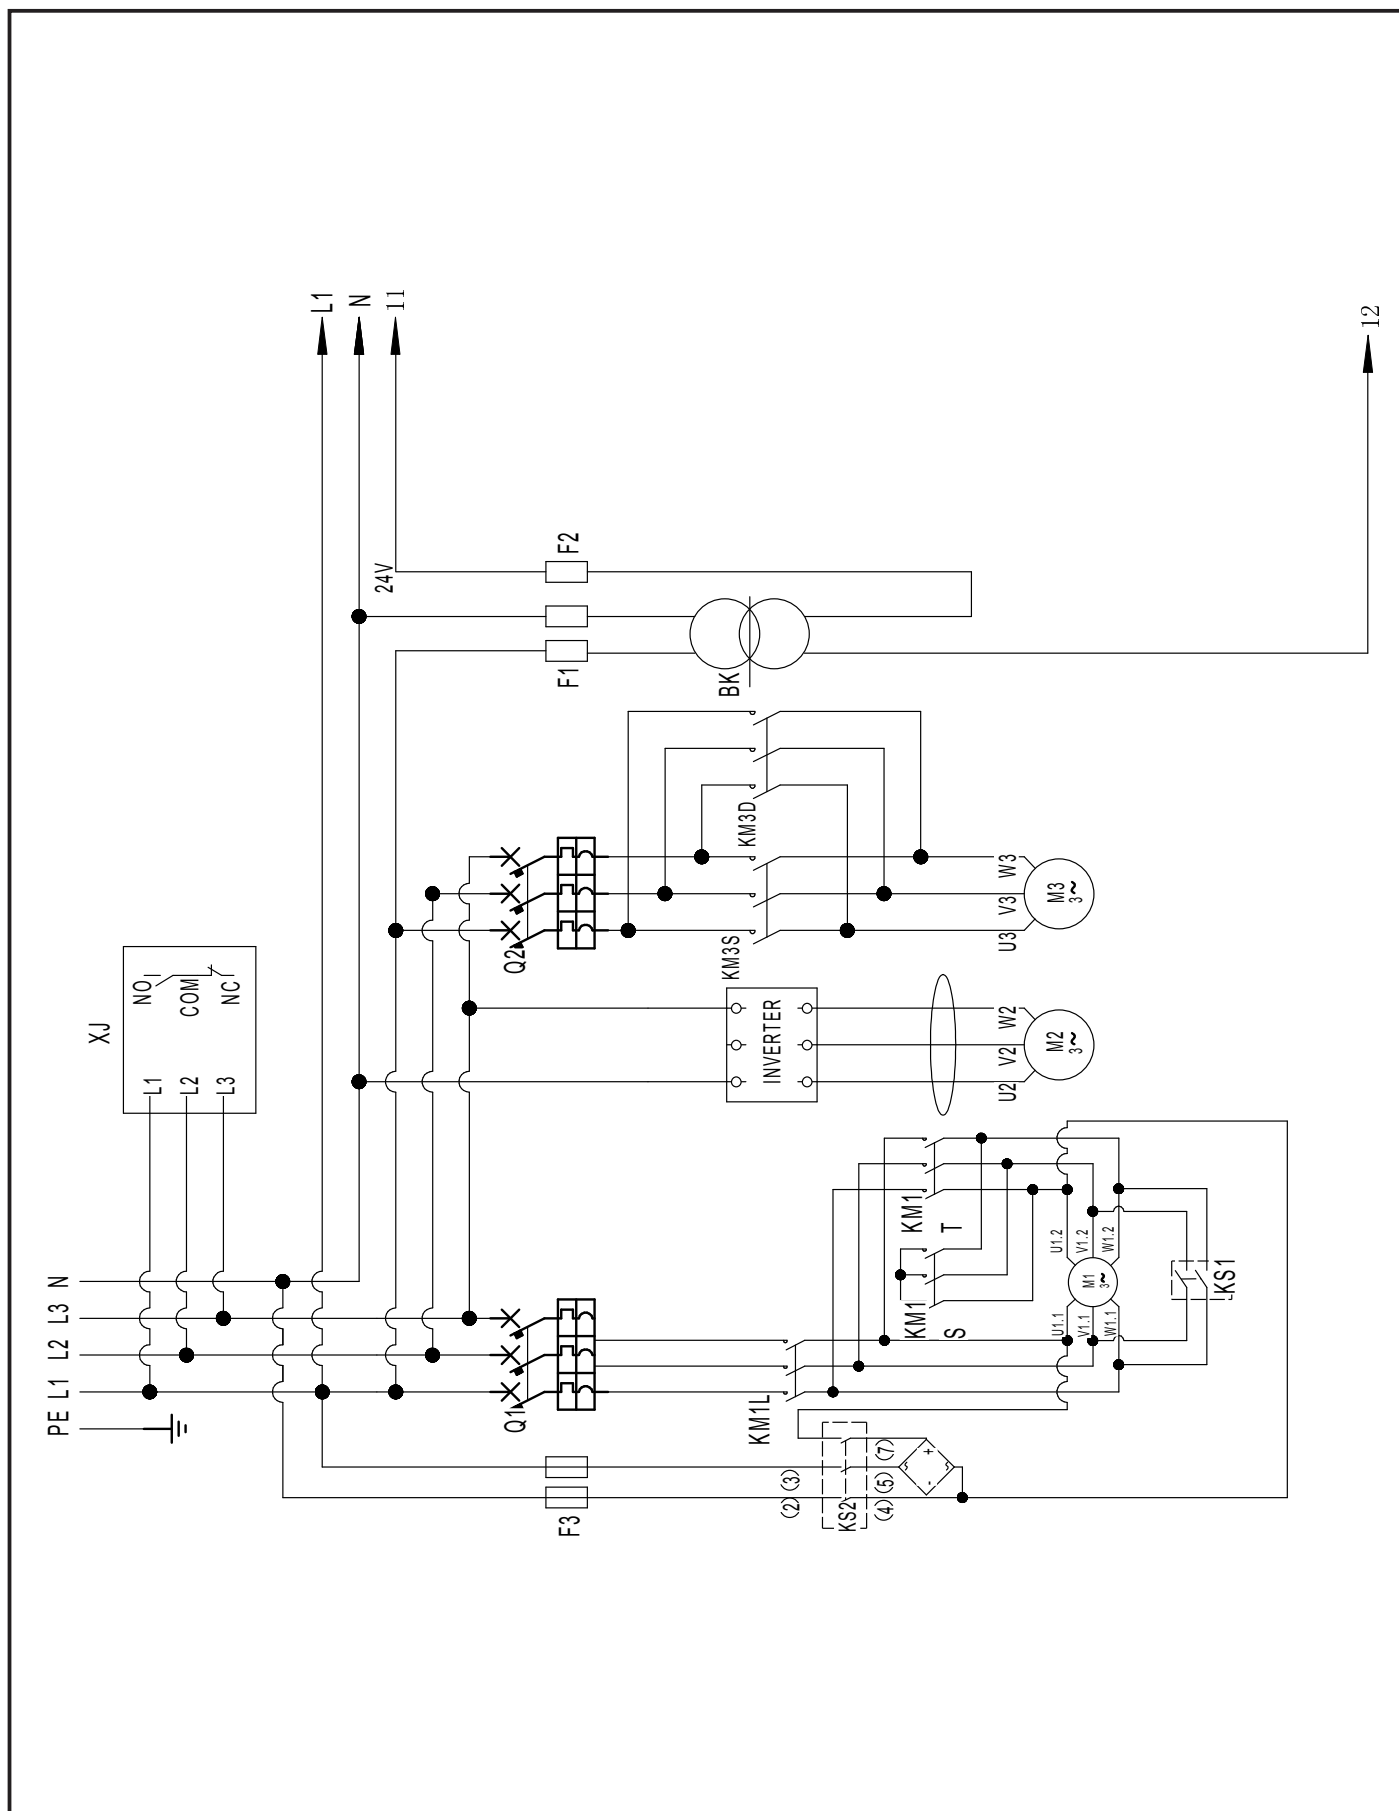 PE L1 L2 L3 N
XJ
L1
L2
L3
NO
COM
NC
L1
N
11
24V
12
F3
Q1
Q2
F1
F2
BK
KM1L
KM1
S
KM1
T
INVERTER
KM3S
KM3D
(2)(3)
KS2
(4)(5)(7)
+
-
U1.1
V1.1
W1.1
M1
3~
U1.2
V1.2
W1.2
KS1
U2 V2 W2
M2
3~
U3 V3 W3
M3
3~